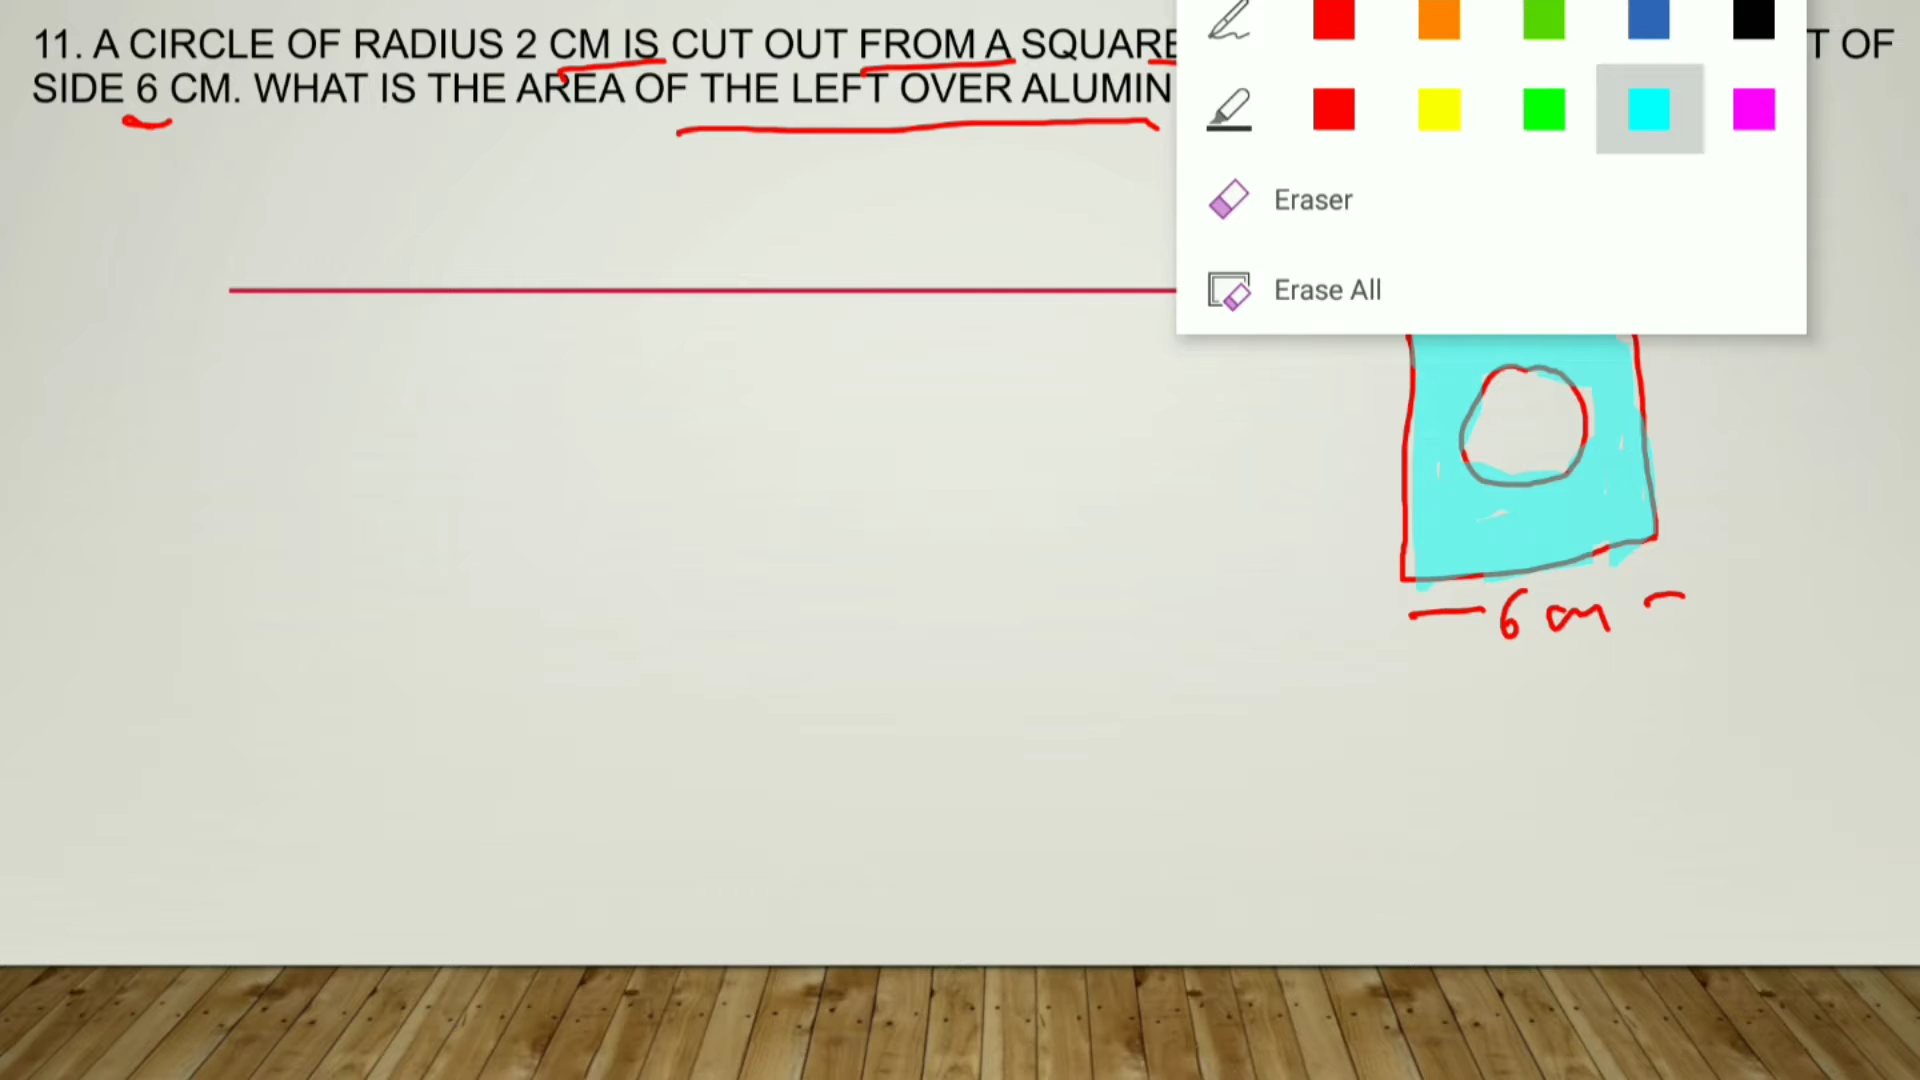 11. A CIRCLE OF RADIUS 2 CM IS CUT OUT FROM A SQUARE T OF
SIDE 6 CM. WHAT IS THE AREA OF THE LEFT OVER ALUMIN
Eraser
Erase All
6 cm